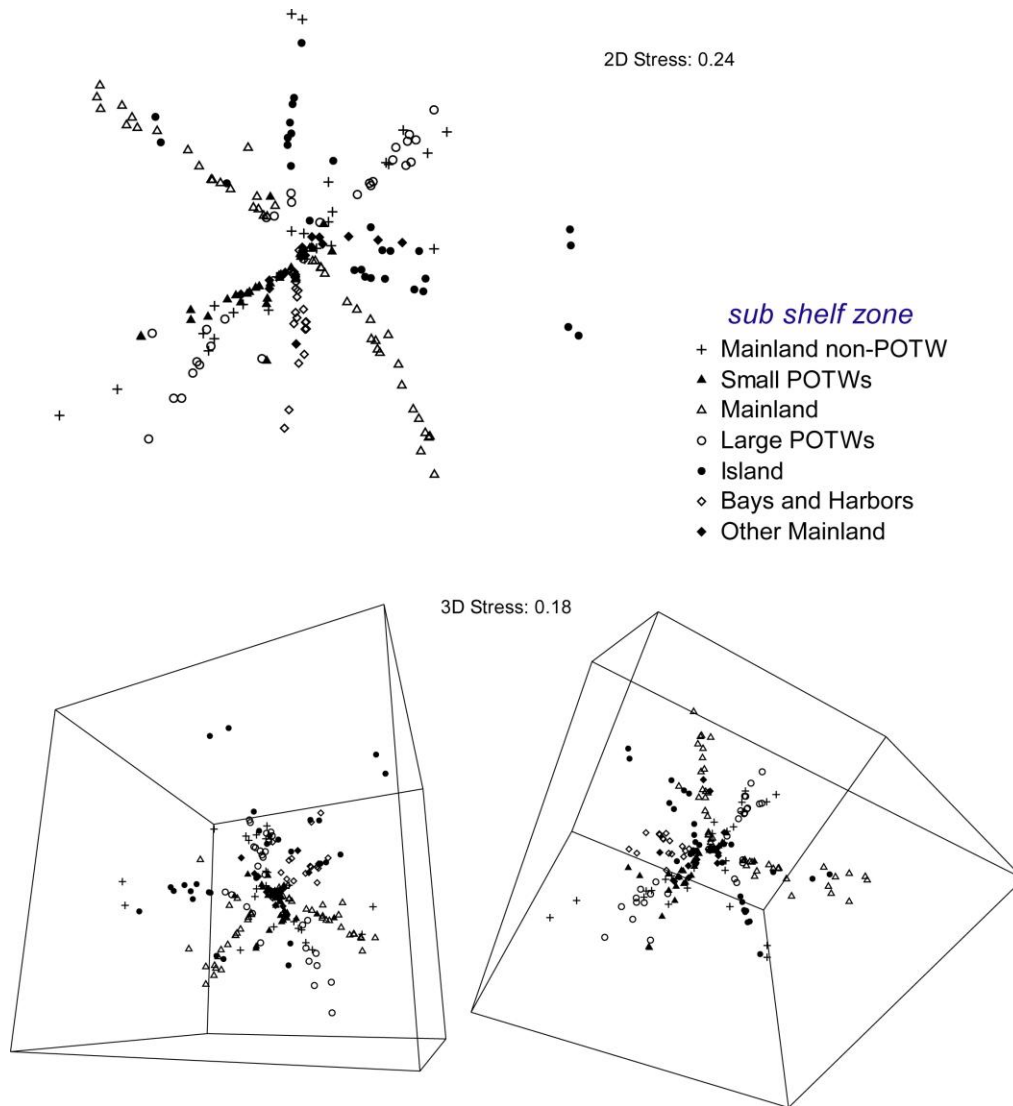 2D Stress: 0.24
sub shelf zone
Mainland non-POTW
Small POTWs
Mainland
Large POTWs
Island
Bays and Harbors
Other Mainland
3D Stress: 0.18